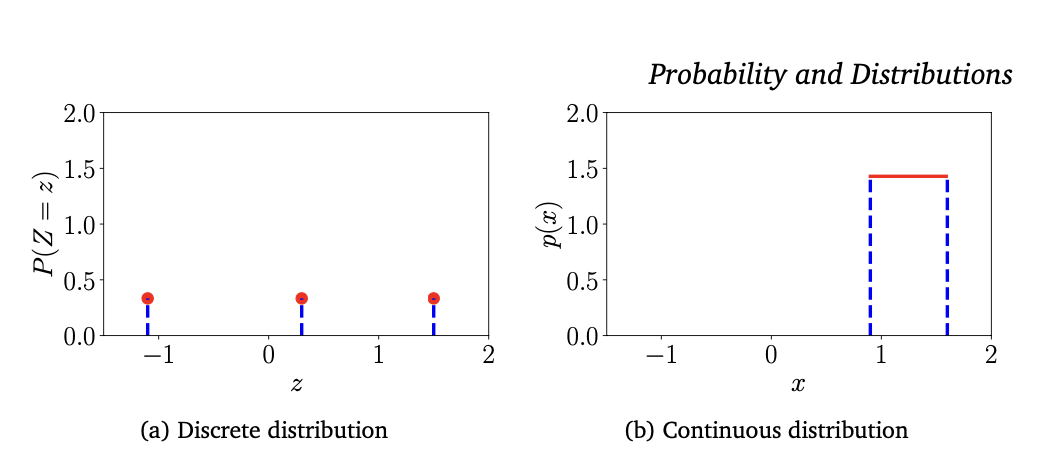 Probability and Distributions
2.0
1.5
1.0
0.5
0.0
P(Z = z)
−1 0 1 2
z
(a) Discrete distribution
2.0
1.5
1.0
0.5
0.0
p(x)
−1 0 1 2
x
(b) Continuous distribution